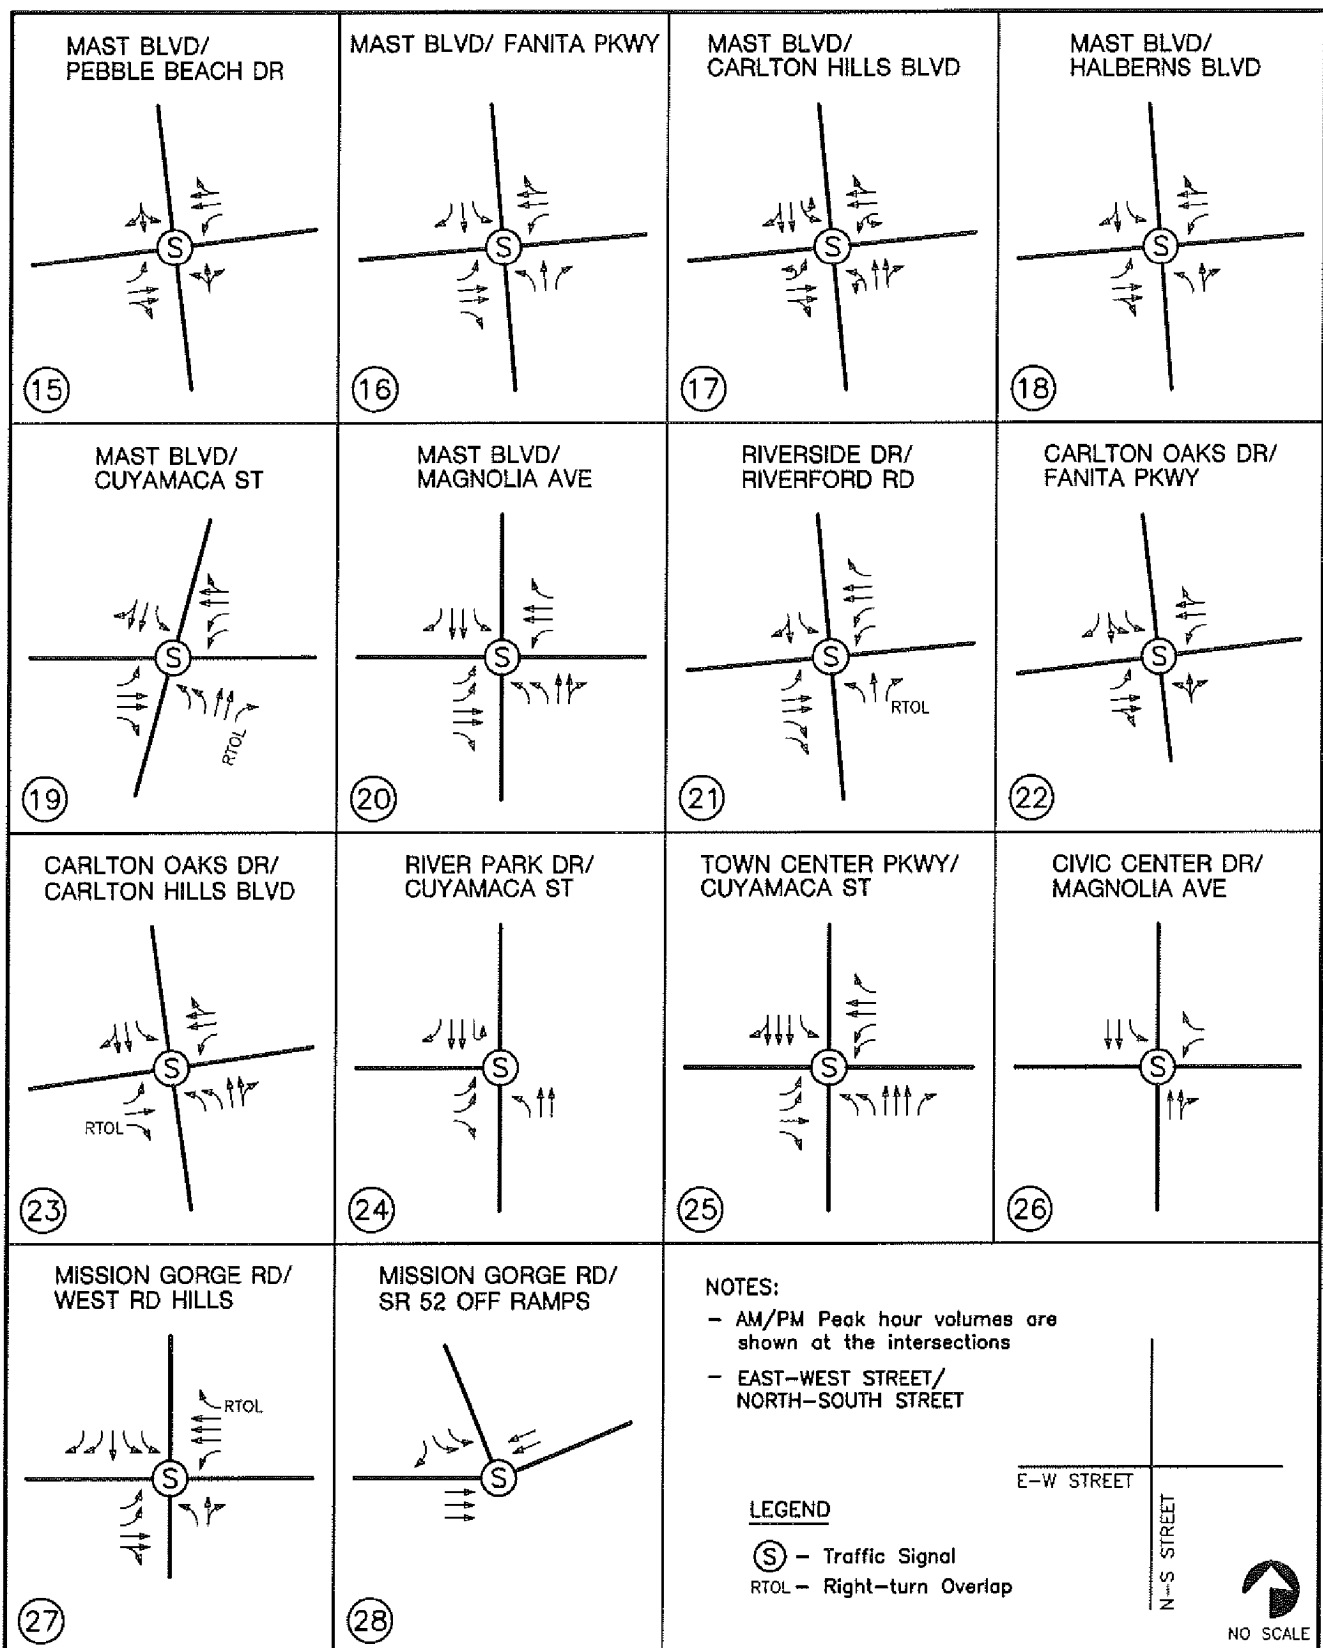 MAST BLVD/
PEBBLE BEACH DR
S
15
MAST BLVD/ FANITA PKWY
S
16
MAST BLVD/
CARLTON HILLS BLVD
S
17
MAST BLVD/
HALBERNS BLVD
S
18
MAST BLVD/
CUYAMACA ST
S
RTOL
19
MAST BLVD/
MAGNOLIA AVE
S
20
RIVERSIDE DR/
RIVERFORD RD
S
RTOL
21
CARLTON OAKS DR/
FANITA PKWY
S
22
CARLTON OAKS DR/
CARLTON HILLS BLVD
S
RTOL
23
RIVER PARK DR/
CUYAMACA ST
S
24
TOWN CENTER PKWY/
CUYAMACA ST
S
25
CIVIC CENTER DR/
MAGNOLIA AVE
S
26
MISSION GORGE RD/
WEST RD HILLS
RTOL
S
27
MISSION GORGE RD/
SR 52 OFF RAMPS
S
28
NOTES:
- AM/PM Peak hour volumes are
shown at the intersections
- EAST-WEST STREET/
NORTH-SOUTH STREET
E-W STREET
N-S STREET
LEGEND
S - Traffic Signal
RTOL - Right-turn Overlap
NO SCALE